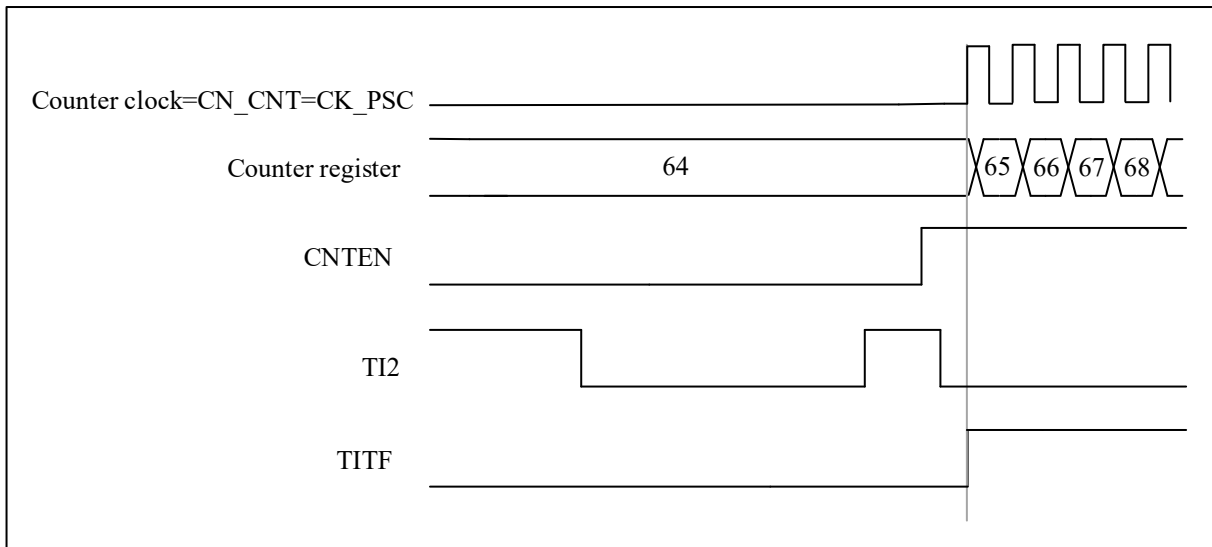 Counter clock=CN_CNT=CK_PSC
Counter register 64 65 66 67 68
CNTEN
TI2
TITF